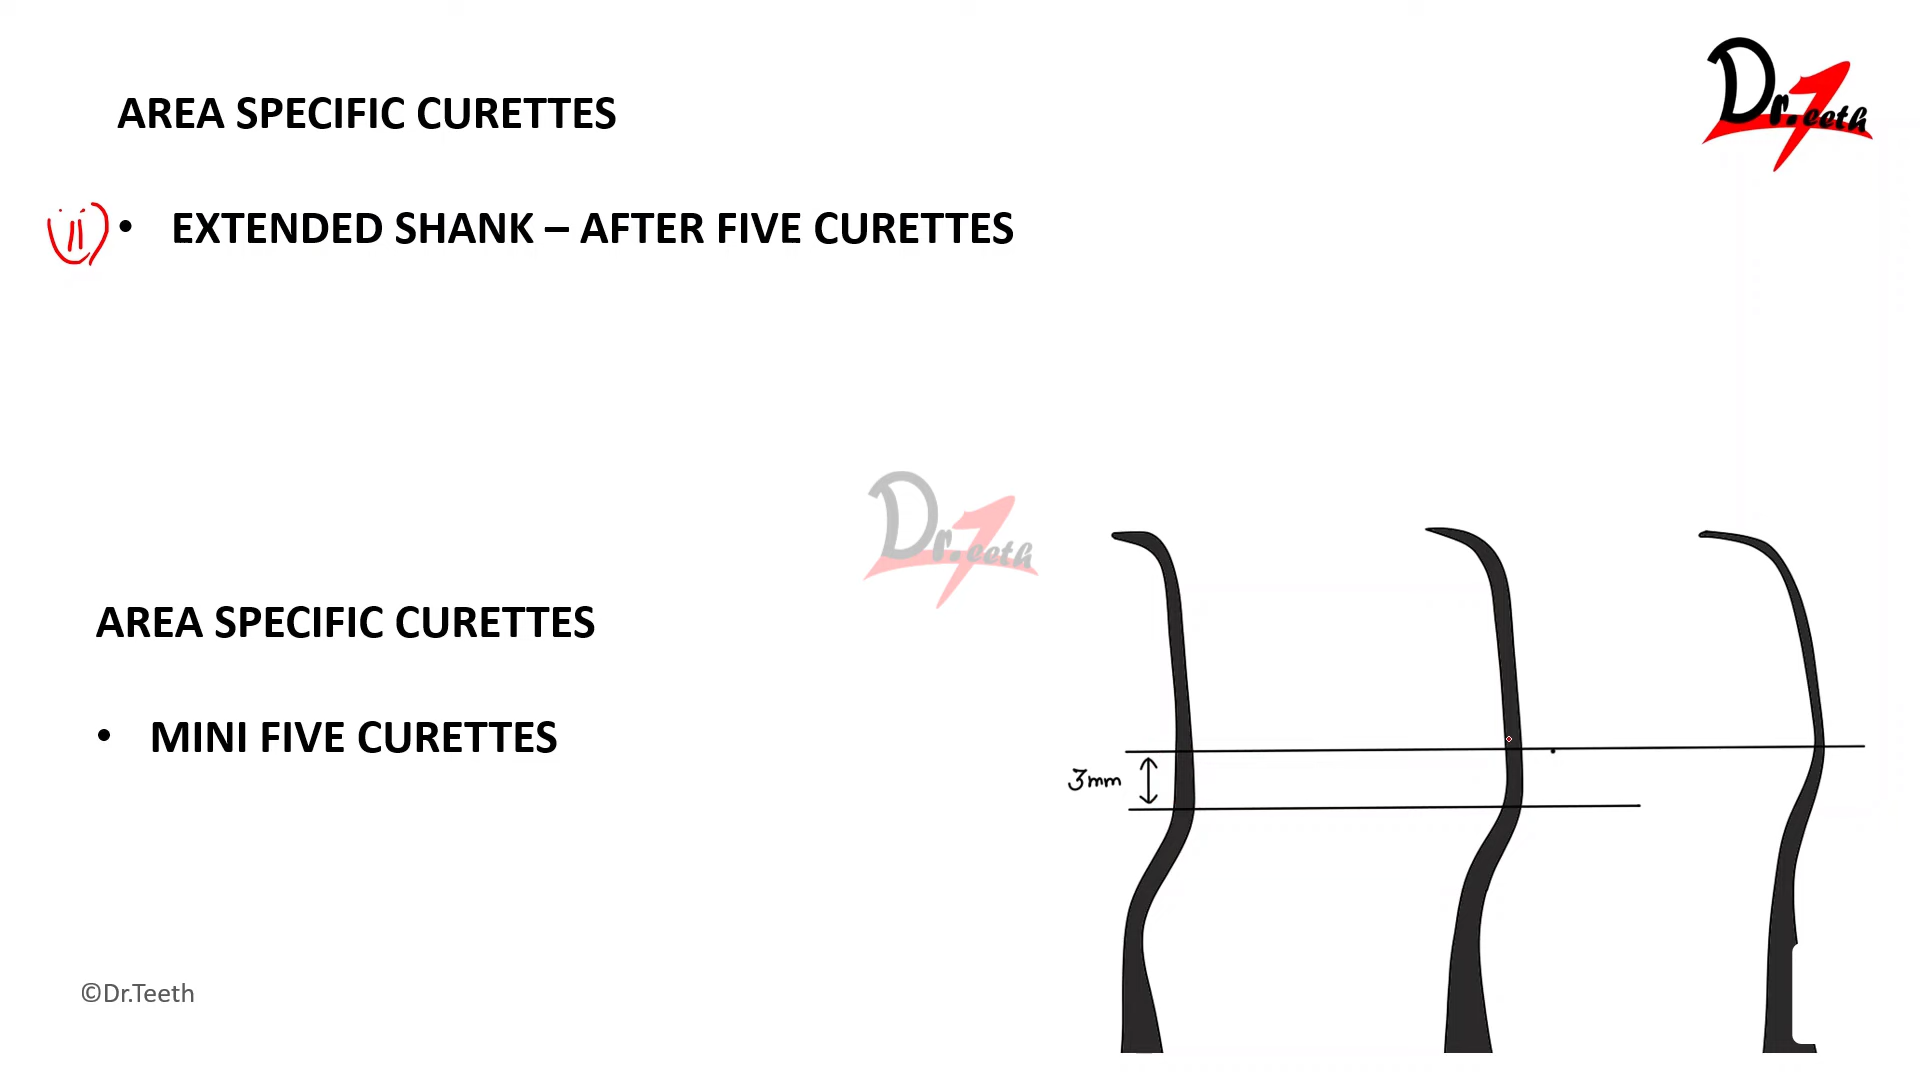 Dr.Teeth
AREA SPECIFIC CURETTES
ii)
• EXTENDED SHANK – AFTER FIVE CURETTES
Dr.Teeth
AREA SPECIFIC CURETTES
• MINI FIVE CURETTES
3mm
©Dr.Teeth